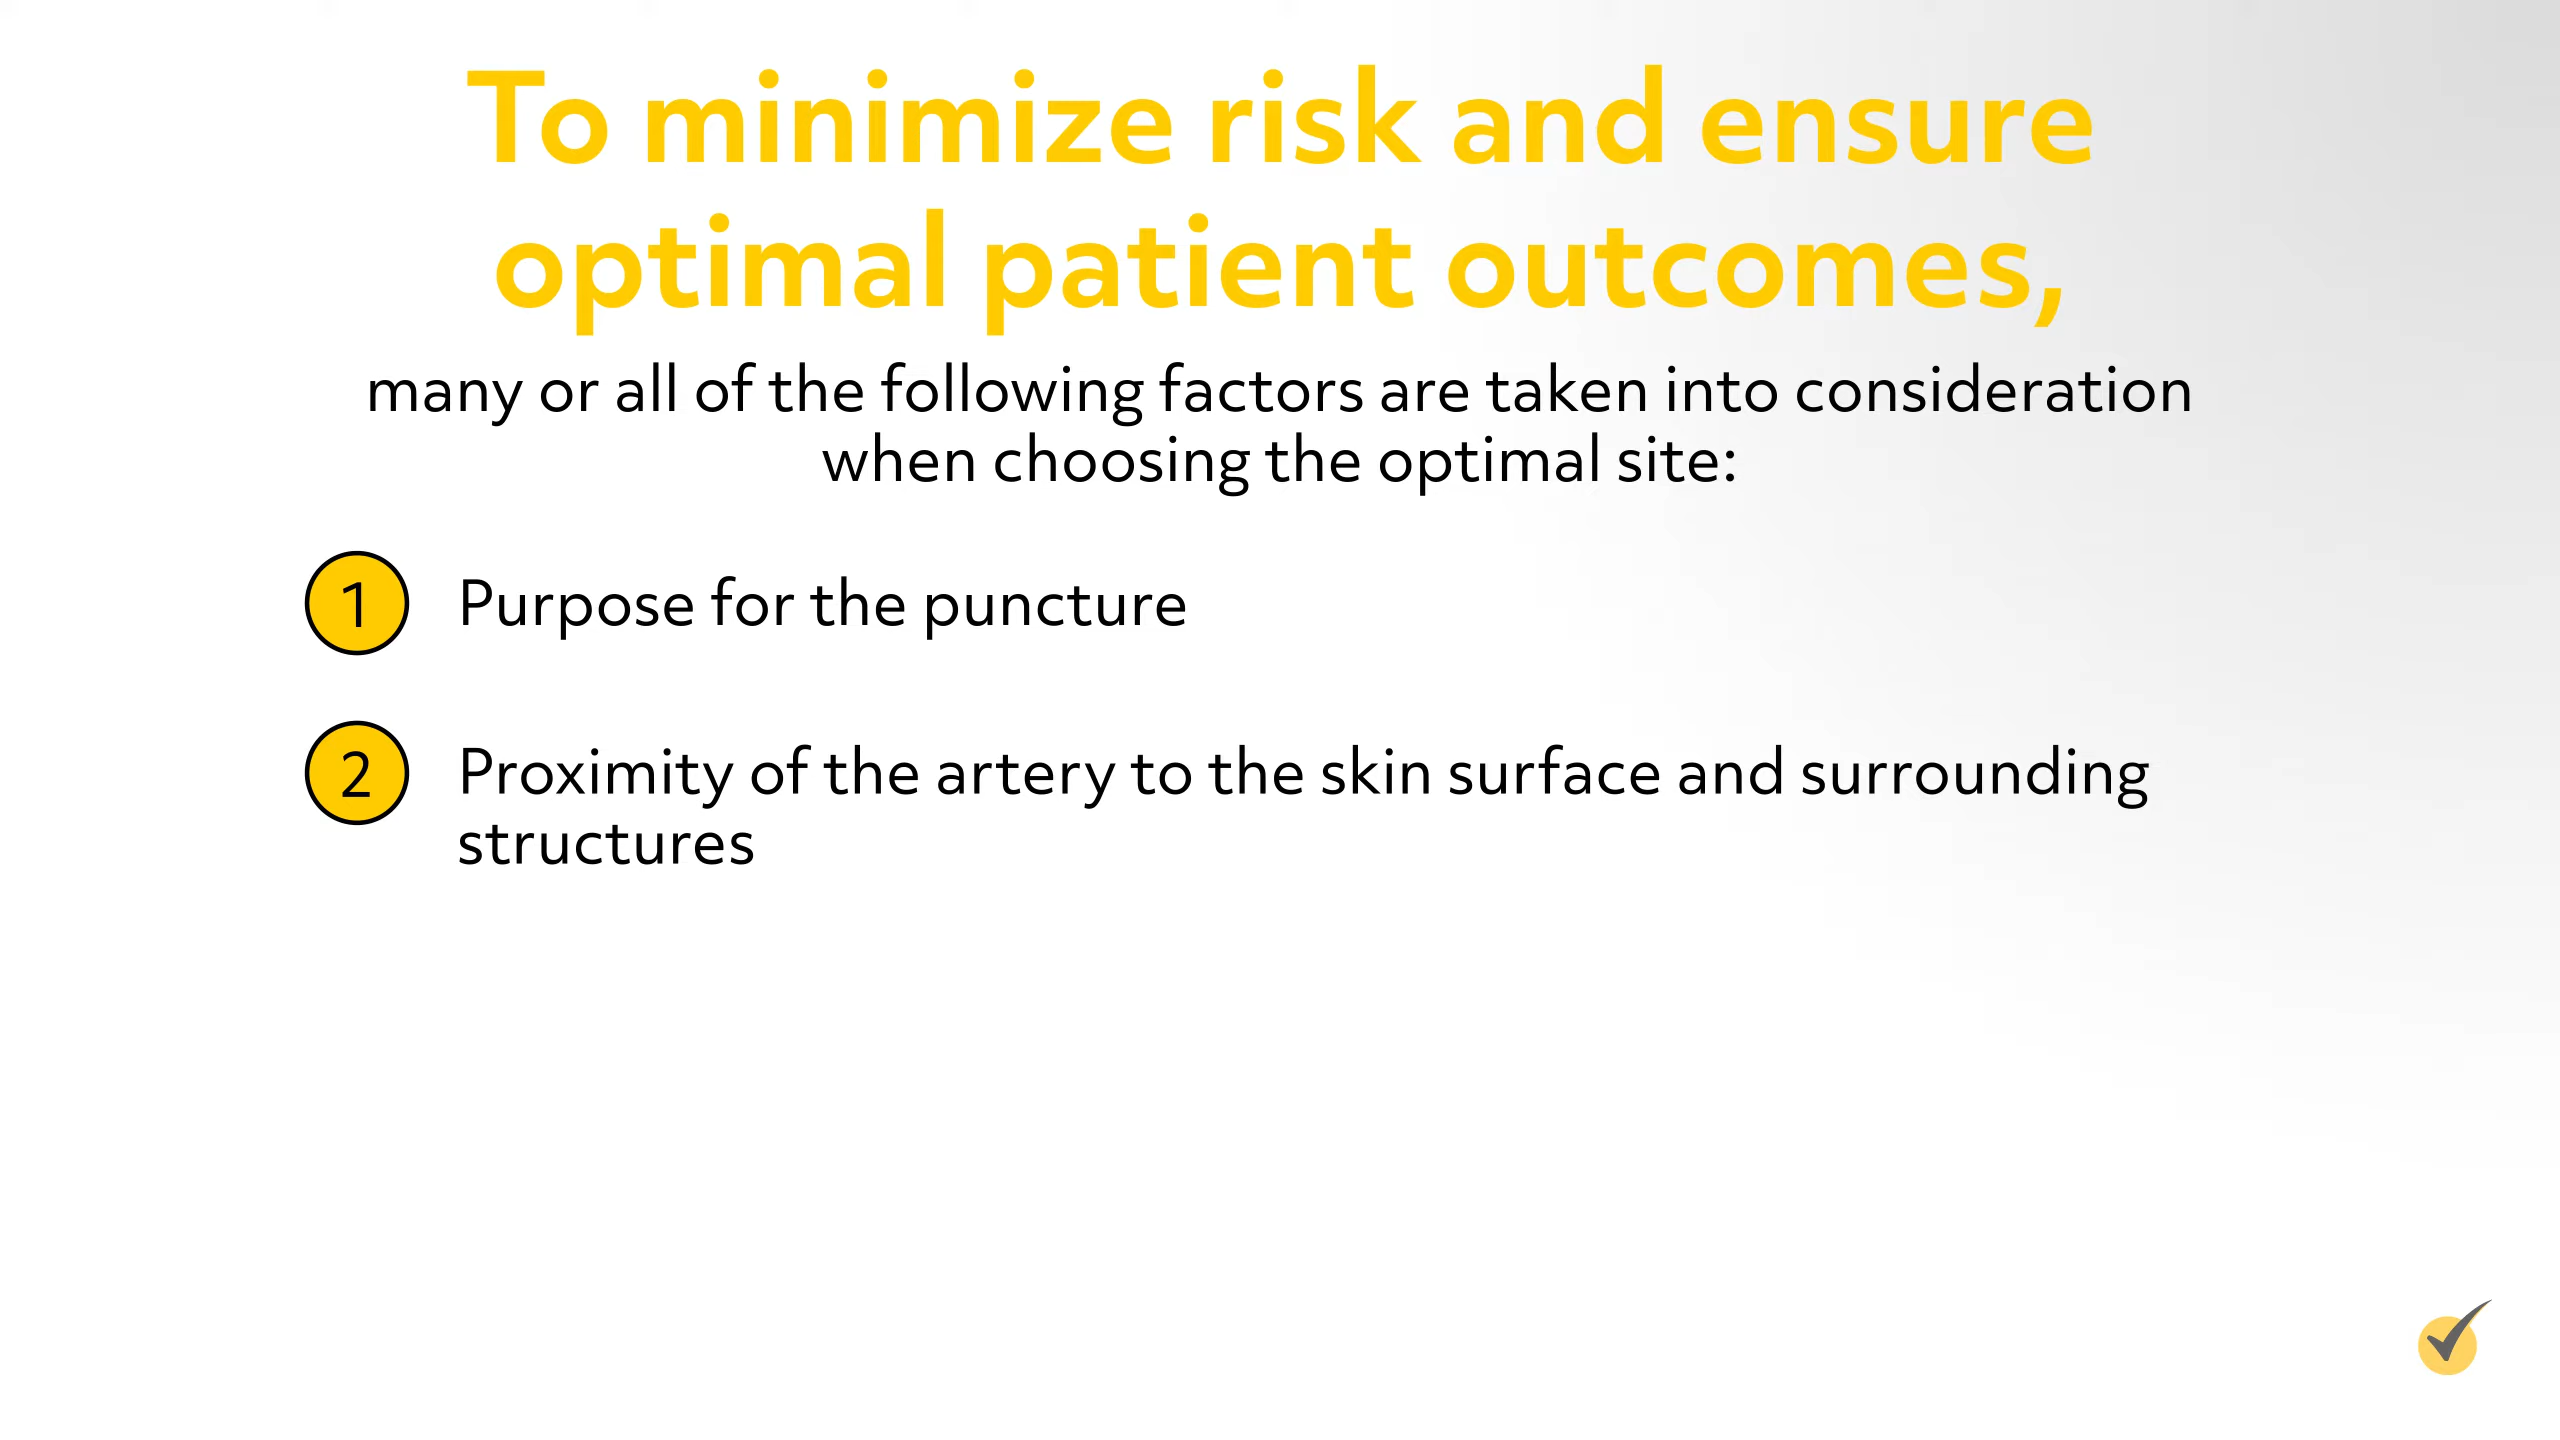 To minimize risk and ensure
optimal patient outcomes,
many or all of the following factors are taken into consideration
when choosing the optimal site:
1 Purpose for the puncture
2 Proximity of the artery to the skin surface and surrounding
structures